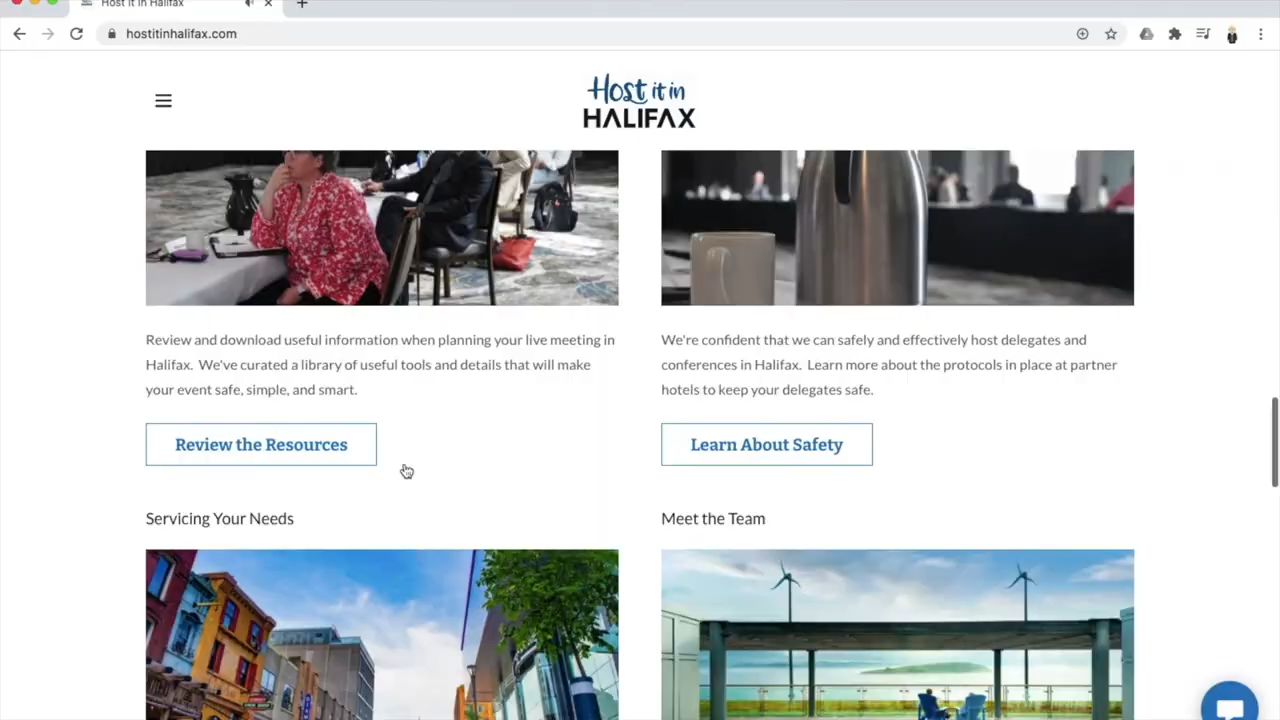 Host it in Halifax
hostitinhalifax.com
Host it in
HALIFAX
Review and download useful information when planning your live meeting in
Halifax. We've curated a library of useful tools and details that will make
your event safe, simple, and smart.
We're confident that we can safely and effectively host delegates and
conferences in Halifax. Learn more about the protocols in place at partner
hotels to keep your delegates safe.
Review the Resources
Learn About Safety
Servicing Your Needs
Meet the Team